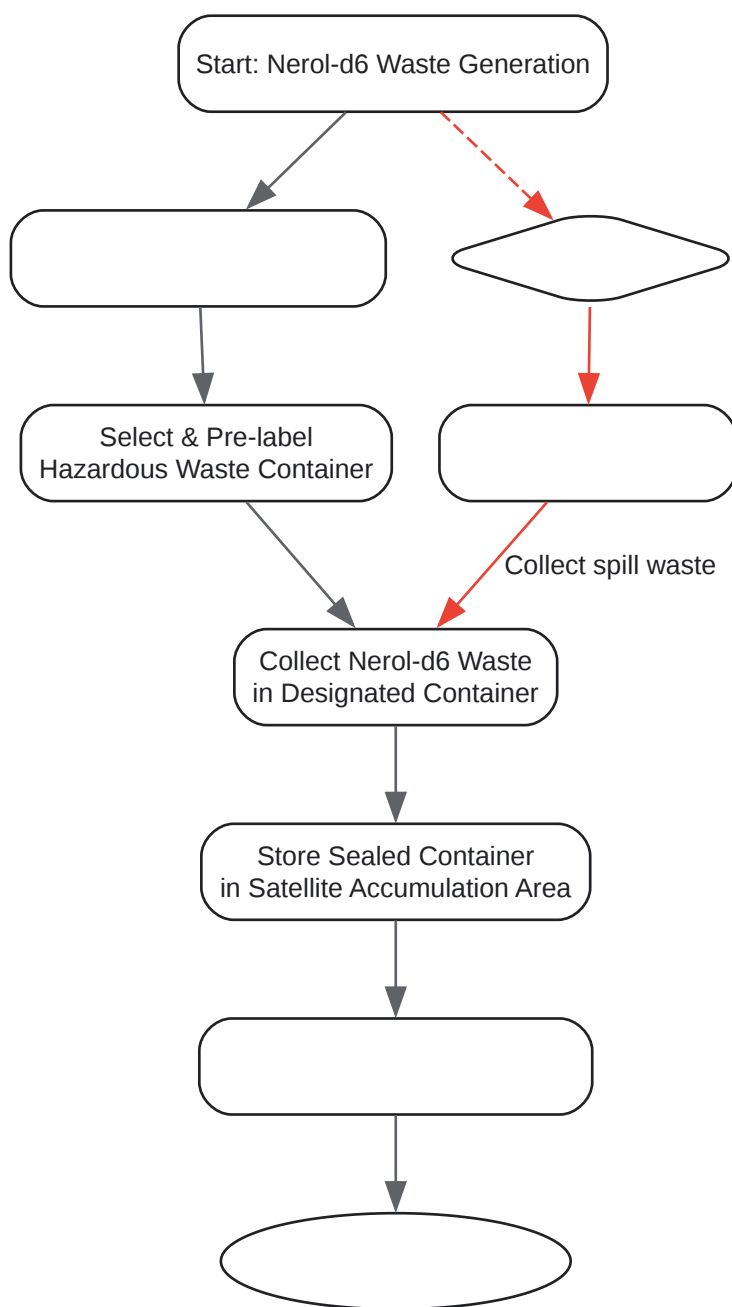 Start: Nerol-d6 Waste Generation
Select & Pre-label
Hazardous Waste Container
Collect spill waste
Collect Nerol-d6 Waste
in Designated Container
Store Sealed Container
in Satellite Accumulation Area